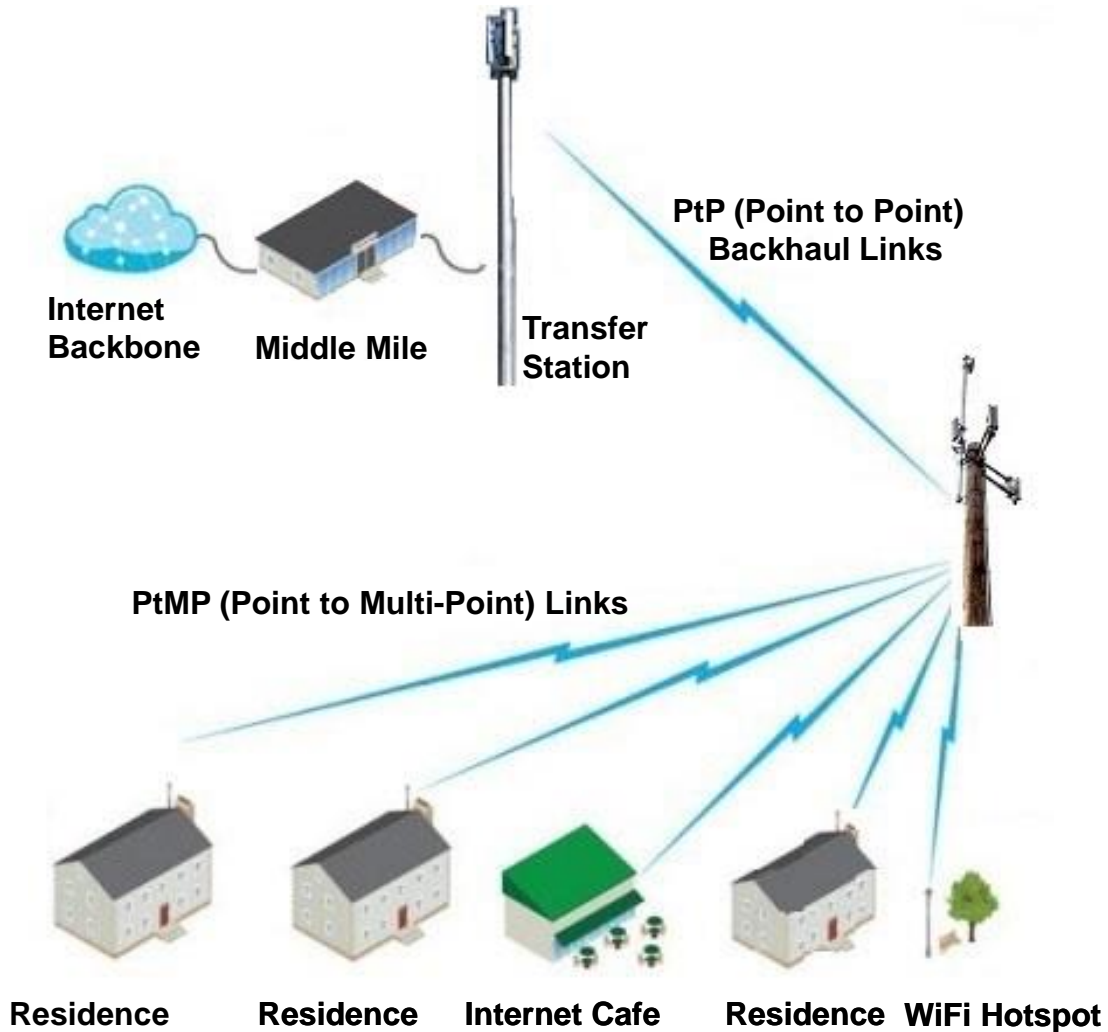 PtP (Point to Point)
Backhaul Links
Internet
Backbone
Middle Mile
Transfer
Station
PtMP (Point to Multi-Point) Links
Residence
Residence
Internet Cafe
Residence
WiFi Hotspot